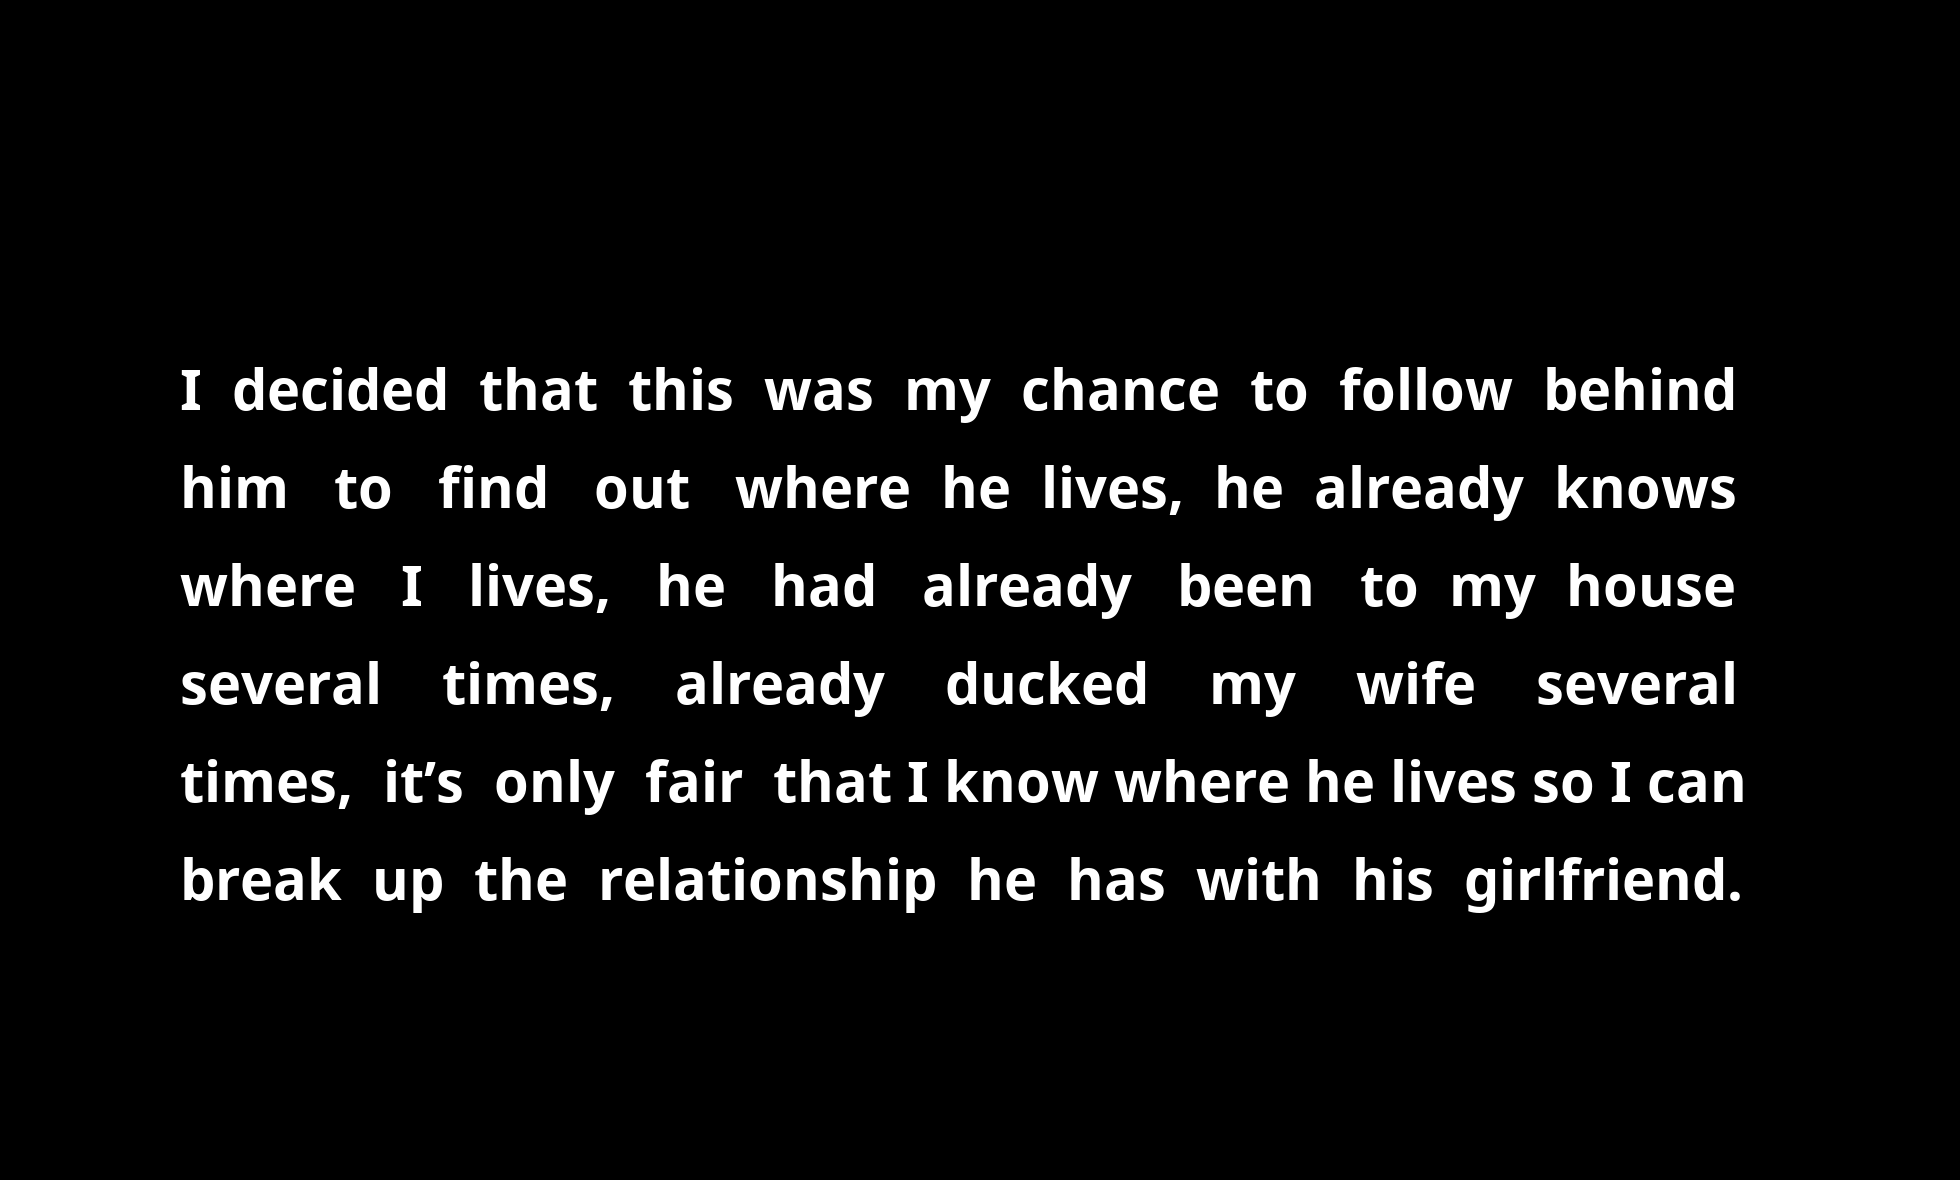 I decided that this was my chance to follow behind
him to find out where he lives, he already knows
where I lives, he had already been to my house
several times, already ducked my wife several
times, it’s only fair that I know where he lives so I can
break up the relationship he has with his girlfriend.